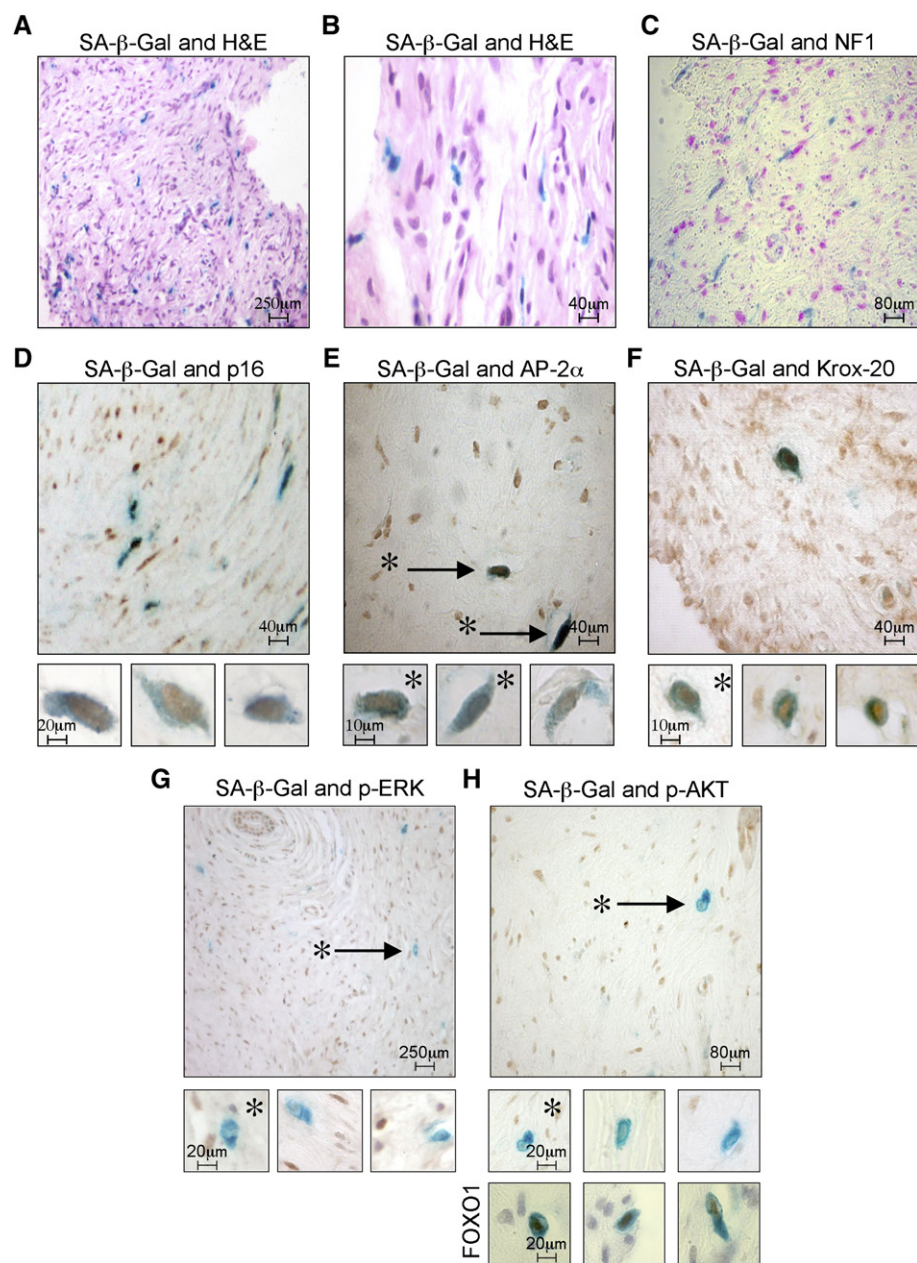 A
SA-β-Gal and H&E
250μm
B
SA-β-Gal and H&E
40μm
C
SA-β-Gal and NF1
80μm
D
SA-β-Gal and p16
40μm
20μm
E
SA-β-Gal and AP-2α
*
*
40μm
*
*
10μm
F
SA-β-Gal and Krox-20
40μm
*
10μm
G
SA-β-Gal and p-ERK
*
250μm
*
20μm
H
SA-β-Gal and p-AKT
*
80μm
*
20μm
FOXO1
20μm